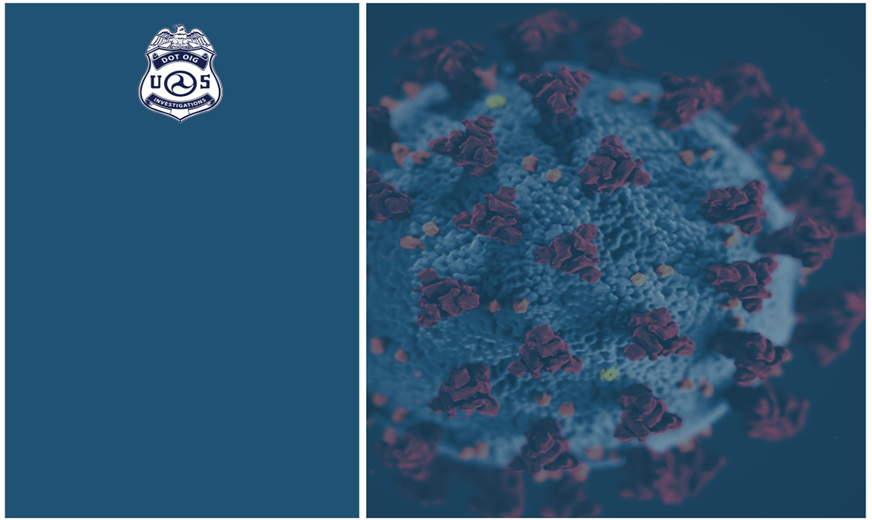 DOT OIG
U S
INVESTIGATIONS